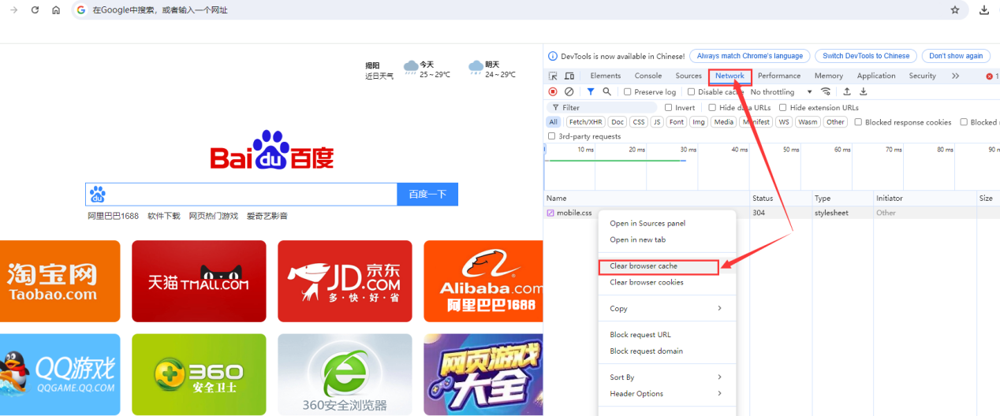 在Google中搜索，或者输入一个网址
揭阳
近日天气
今天
25～29℃
明天
24～29℃
Bai du 百度
du
百度一下
阿里巴巴1688 软件下载 网页热门游戏 爱奇艺影音
淘宝网
Taobao.com
天猫 TMALL.COM
JD 京东
.COM
多·快·好·省
Alibaba.com
阿里巴巴1688
QQ游戏
QQGAME.QQ.COM
360
安全卫士
360安全浏览器
网页游戏
大全
DevTools is now available in Chinese! Always match Chrome's language Switch DevTools to Chinese Don't show again
Elements Console Sources Network Performance Memory Application Security 1
Preserve log Disable cache No throttling
Filter Invert Hide data URLs Hide extension URLs
All Fetch/XHR Doc CSS JS Font Img Media Manifest WS Wasm Other Blocked response cookies Blocked
3rd-party requests
10 ms 20 ms 30 ms 40 ms 50 ms 60 ms 70 ms 80 ms 90 m
Name Status Type Initiator Size
mobile.css 304 stylesheet Other
Open in Sources panel
Open in new tab
Clear browser cache
Clear browser cookies
Copy
Block request URL
Block request domain
Sort By
Header Options